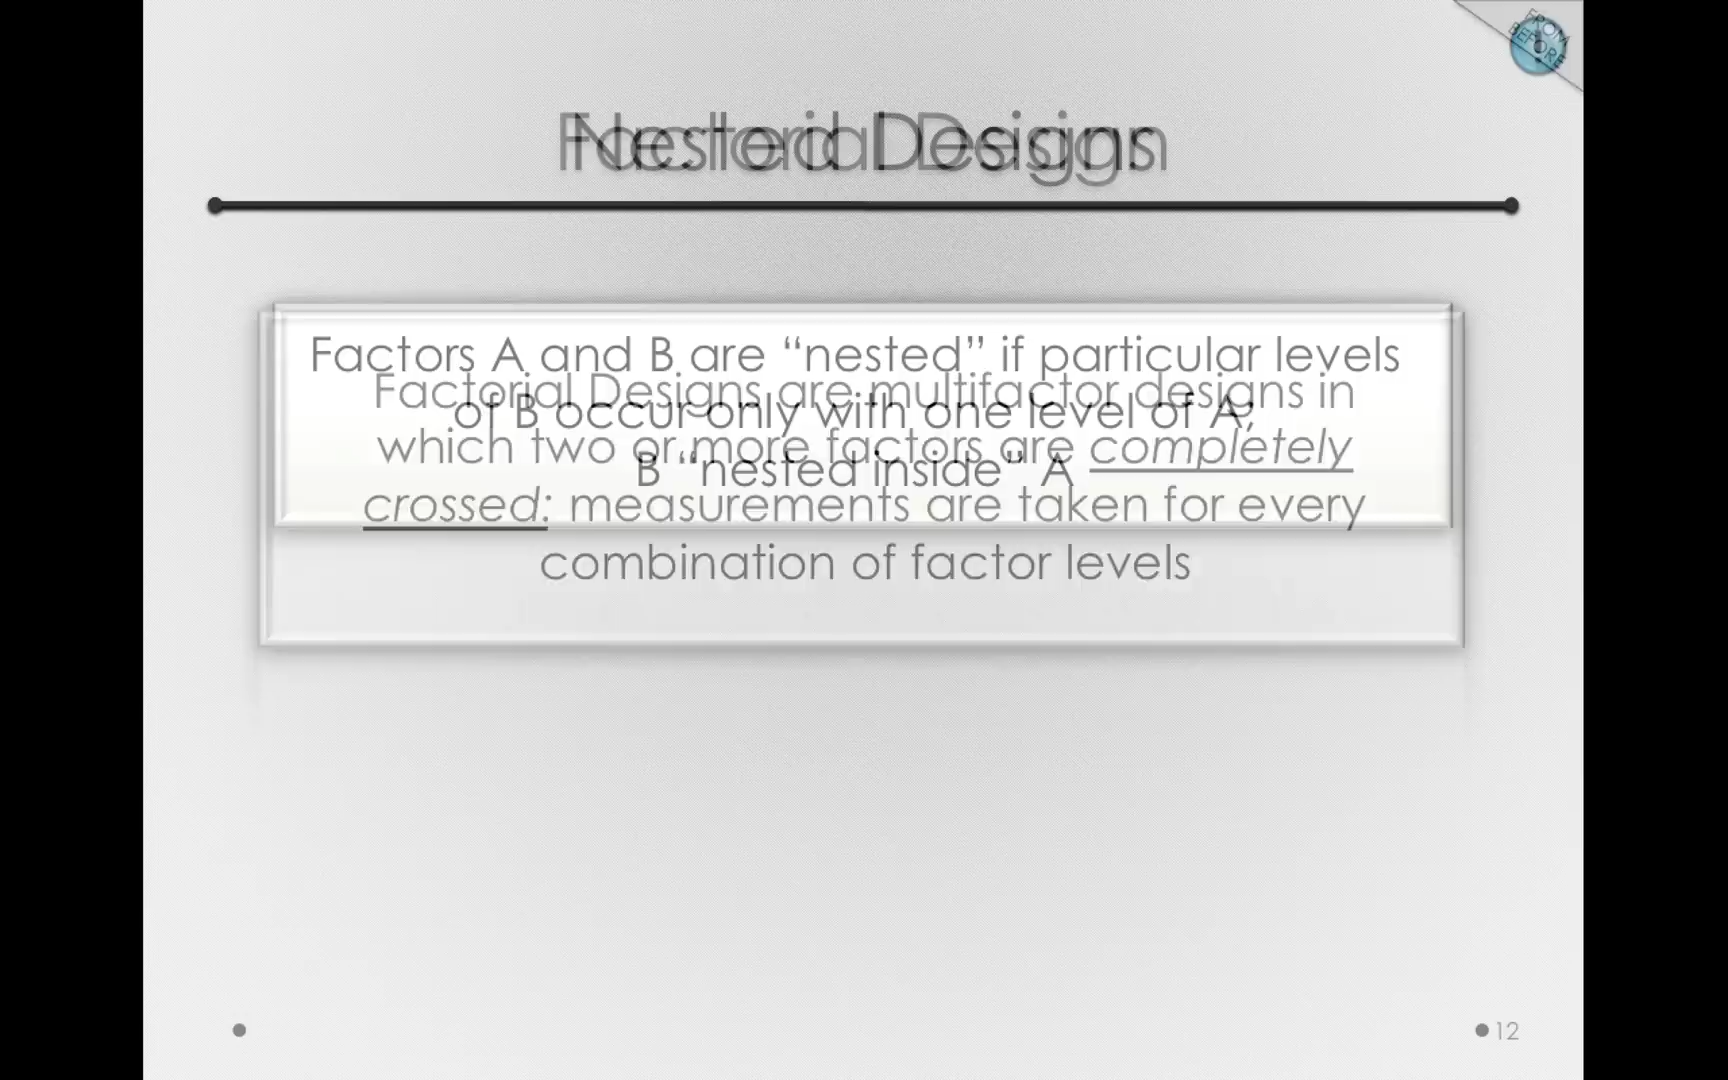 FROM BEFORE
Nested Design
Factorial Designs
Factors A and B are “nested” if particular levels
of B occur only with one level of A;
B “nested inside” A
Factorial Designs are multifactor designs in
which two or more factors are completely
crossed: measurements are taken for every
combination of factor levels
12